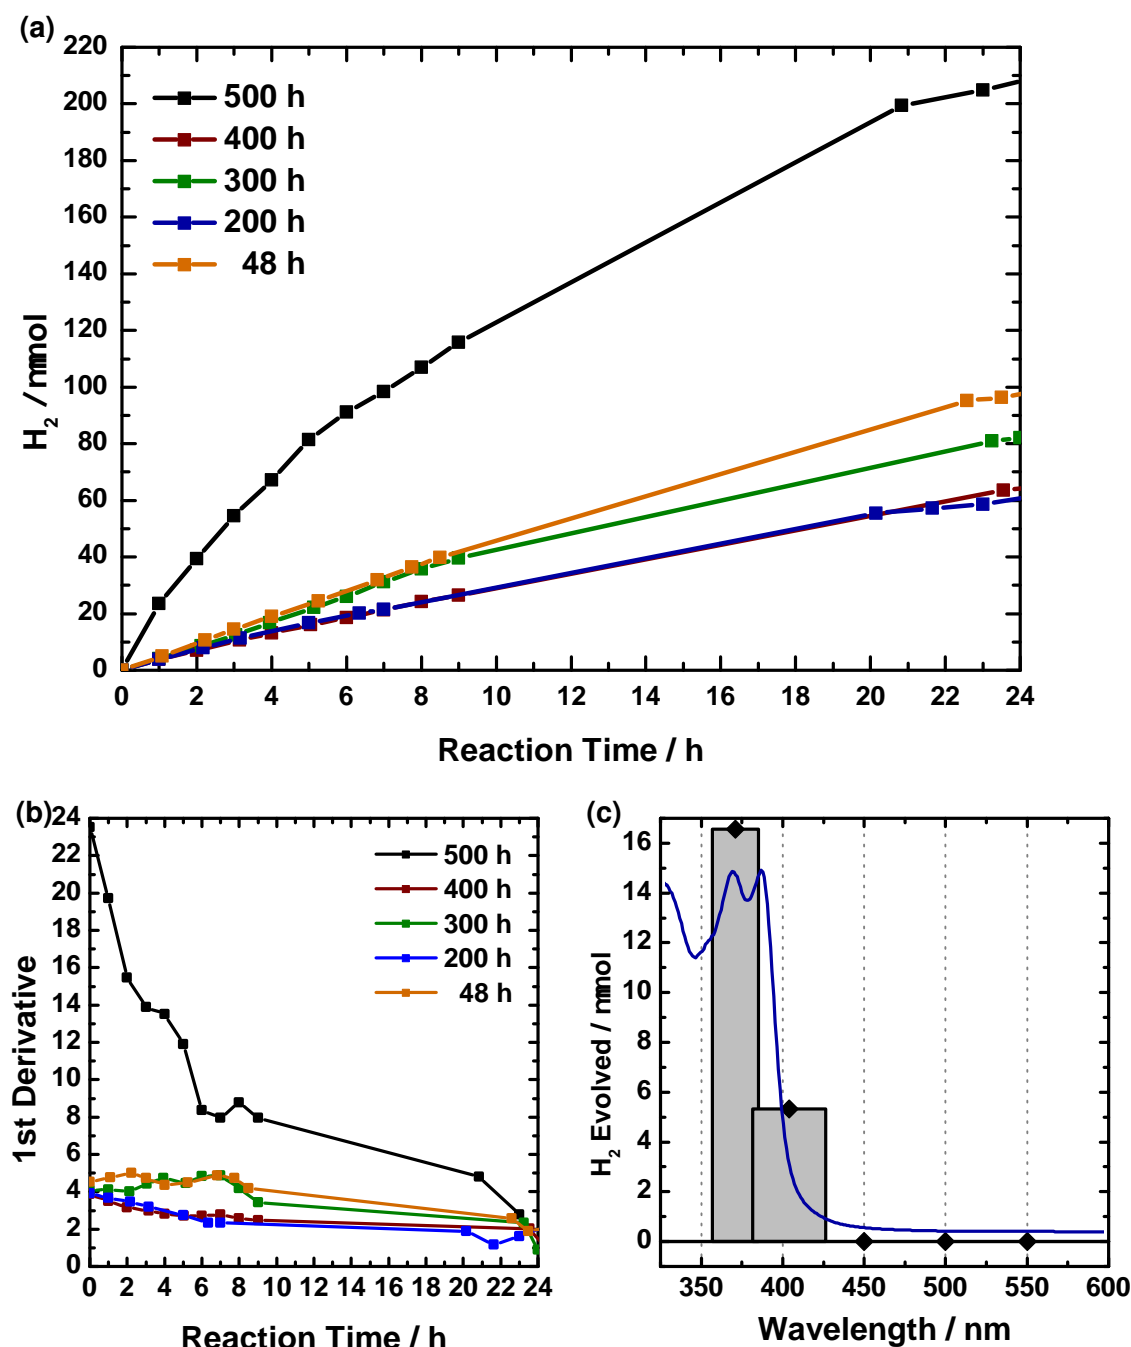 (a)
220
200
180
160
140
120
100
80
60
40
20
0
H₂ /
500 h
400 h
300 h
200 h
48 h
0 2 4 6 8 10 12 14 16 18 20 22 24
Reaction Time / h
(b)
24
22
20
18
16
14
12
10
8
6
4
2
0
1st Derivative
500 h
400 h
300 h
200 h
48 h
0 2 4 6 8 10 12 14 16 18 20 22 24
Reaction Time / h
(c)
16
14
12
10
8
6
4
2
0
H₂ Evolved /
350 400 450 500 550 600
Wavelength / nm